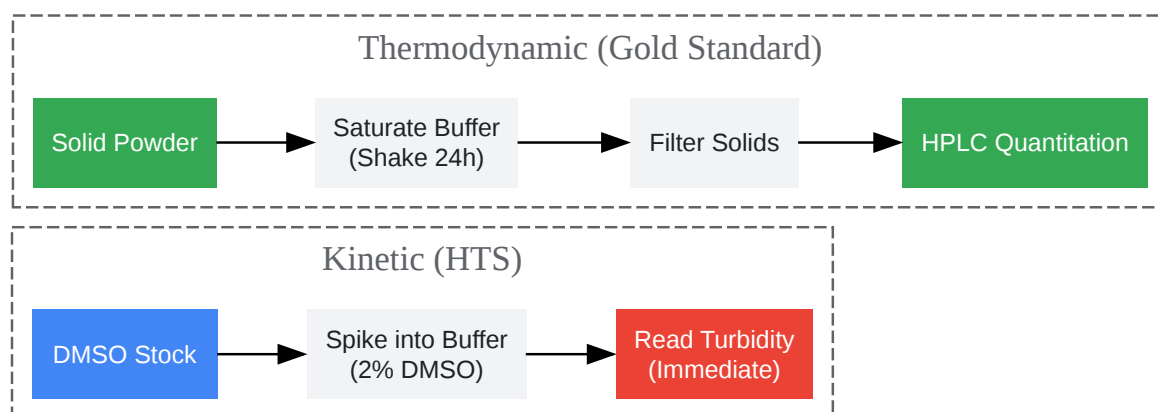 Thermodynamic (Gold Standard)
Solid Powder
Saturate Buffer
(Shake 24h)
Filter Solids
HPLC Quantitation
Kinetic (HTS)
DMSO Stock
Spike into Buffer
(2% DMSO)
Read Turbidity
(Immediate)